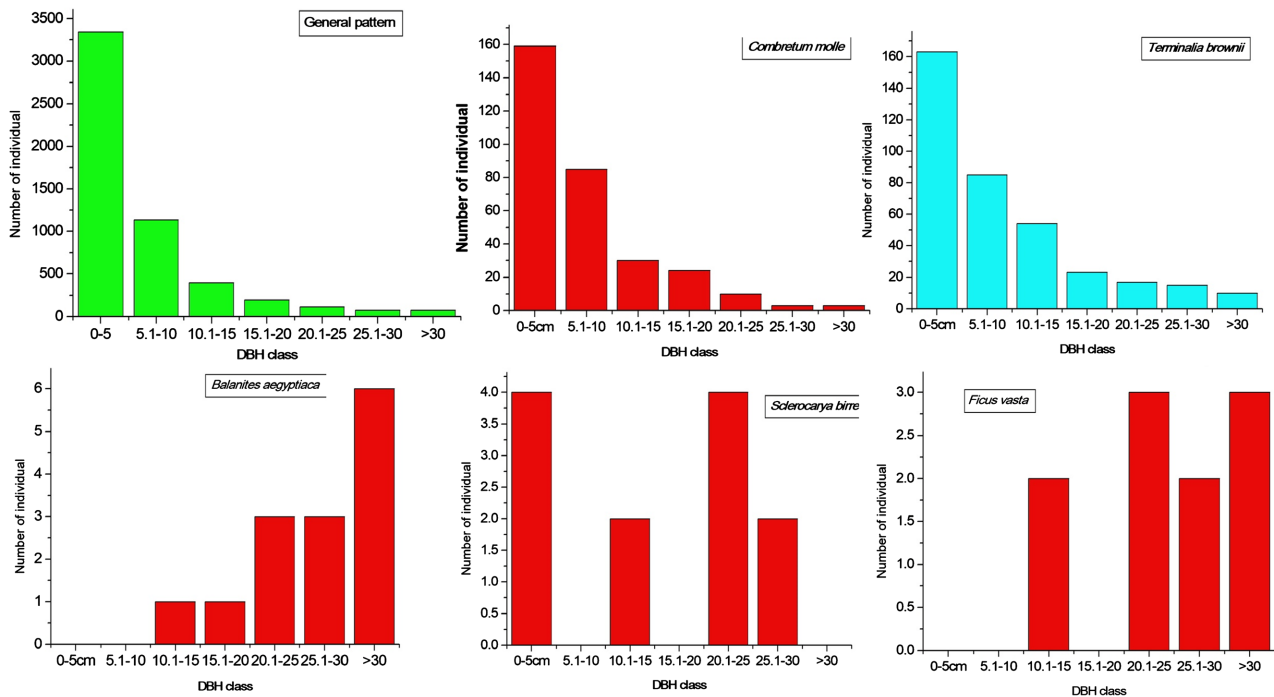 General pattern
Number of individual
3500
3000
2500
2000
1500
1000
500
0
0-5 5.1-10 10.1-15 15.1-20 20.1-25 25.1-30 >30
DBH class
Combretum molle
Number of individual
160
140
120
100
80
60
40
20
0
0-5cm 5.1-10 10.1-15 15.1-20 20.1-25 25.1-30 >30
DBH class
Terminalia brownii
Number of individual
160
140
120
100
80
60
40
20
0
0-5cm 5.1-10 10.1-15 15.1-20 20.1-25 25.1-30 >30
DBH class
Balanites aegyptiaca
Number of individual
6
5
4
3
2
1
0
0-5cm 5.1-10 10.1-15 15.1-20 20.1-25 25.1-30 >30
DBH class
Sclerocarya birre
Number of individual
4.0
3.5
3.0
2.5
2.0
1.5
1.0
0.5
0.0
0-5cm 5.1-10 10.1-15 15.1-20 20.1-25 25.1-30 >30
DBH class
Ficus vasta
Number of individual
3.0
2.5
2.0
1.5
1.0
0.5
0.0
0-5cm 5.1-10 10.1-15 15.1-20 20.1-25 25.1-30 >30
DBH class